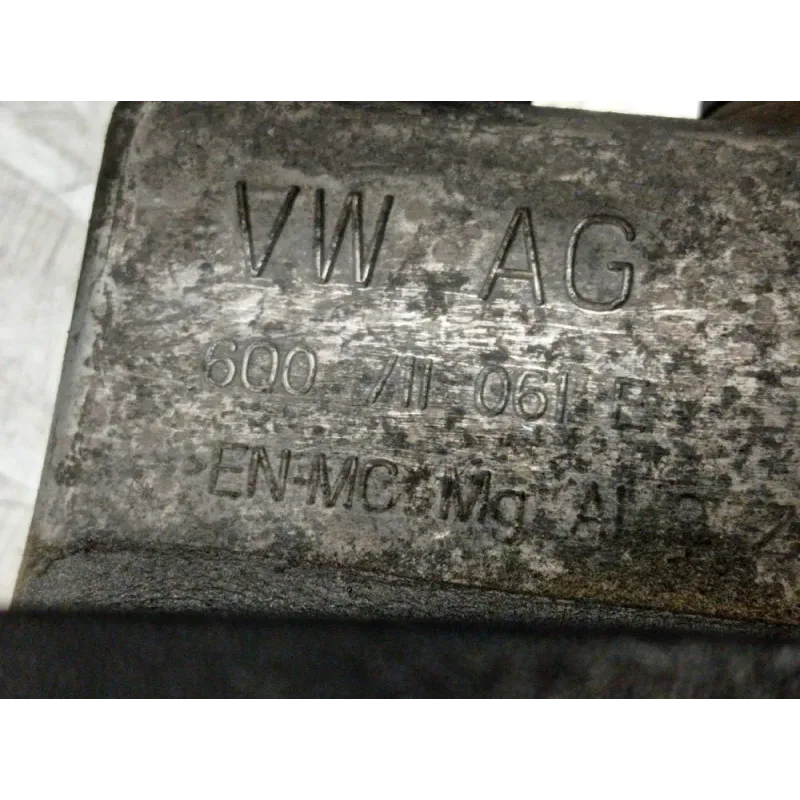 VW AG
6Q0 711 061 E
EN-MC Mg Al